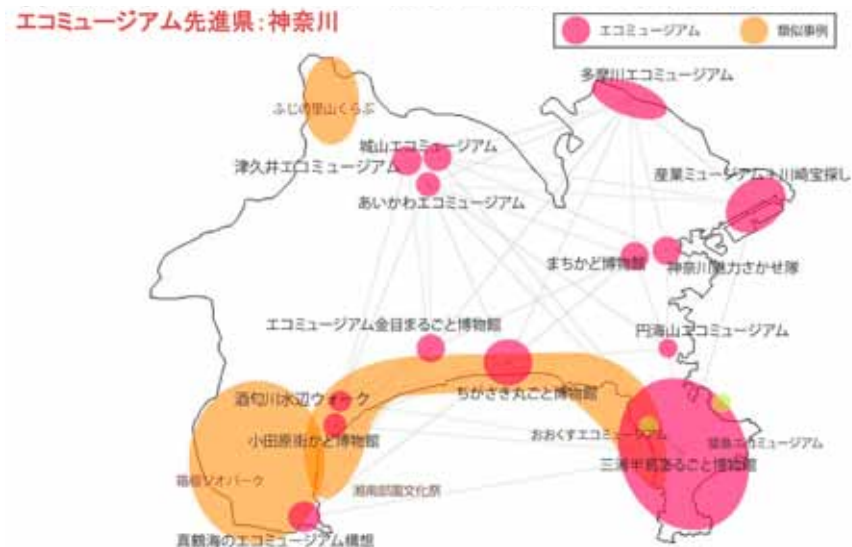 エコミュージアム先進県:神奈川
エコミュージアム
類似事例
多摩川エコミュージアム
ふじの里山くらぶ
城山エコミュージアム
津久井エコミュージアム
産業ミュージアム+川崎宝探し
あいかわエコミュージアム
まちかど博物館
神奈川魅力さかせ隊
エコミュージアム金目まるごと博物館
円海山エコミュージアム
酒匂川水辺ウォーク
ちがさき丸ごと博物館
小田原街かど博物館
おおくすエコミュージアム
エコミュージアム
三浦半島まるごと博物館
箱根ジオパーク
湘南邸園文化祭
真鶴海のエコミュージアム構想